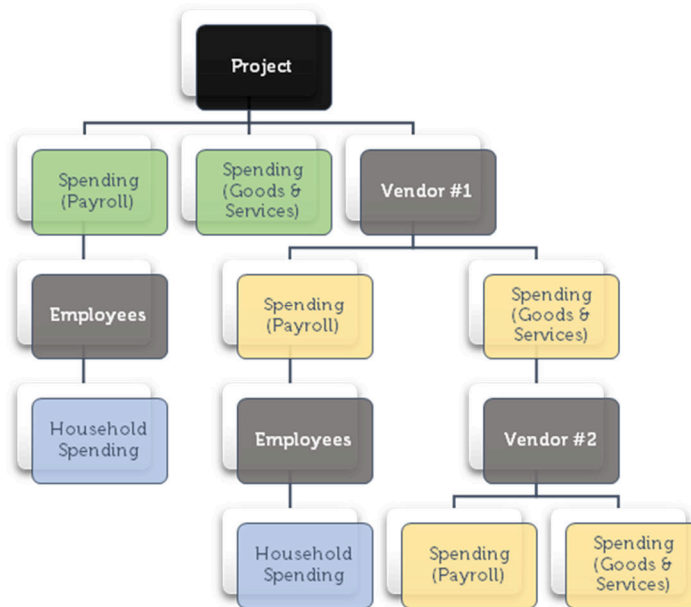 Project
Spending
(Payroll)
Spending
(Goods &
Services)
Vendor #1
Employees
Spending
(Payroll)
Spending
(Goods &
Services)
Household
Spending
Employees
Vendor #2
Household
Spending
Spending
(Payroll)
Spending
(Goods &
Services)